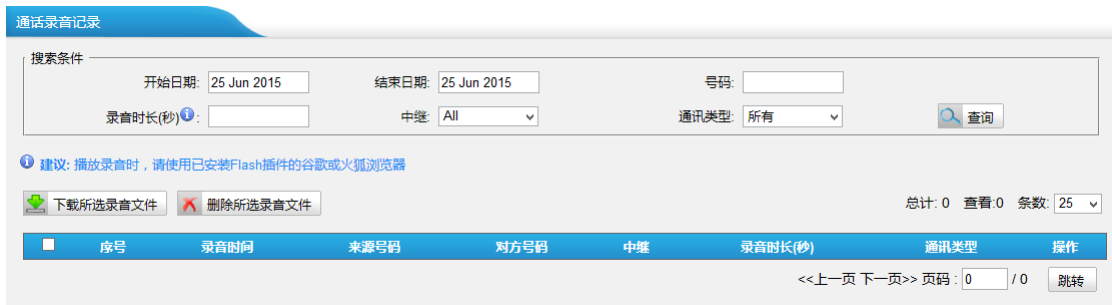 通话录音记录
搜索条件
开始日期: 25 Jun 2015 结束日期: 25 Jun 2015 号码:
录音时长(秒) : 中继: All 通讯类型: 所有 查询
建议: 播放录音时，请使用已安装Flash插件的谷歌或火狐浏览器
下载所选录音文件 删除所选录音文件 总计: 0 查看:0 条数: 25
序号 录音时间 来源号码 对方号码 中继 录音时长(秒) 通讯类型 操作
<<上一页 下一页>> 页码 : 0 / 0 跳转